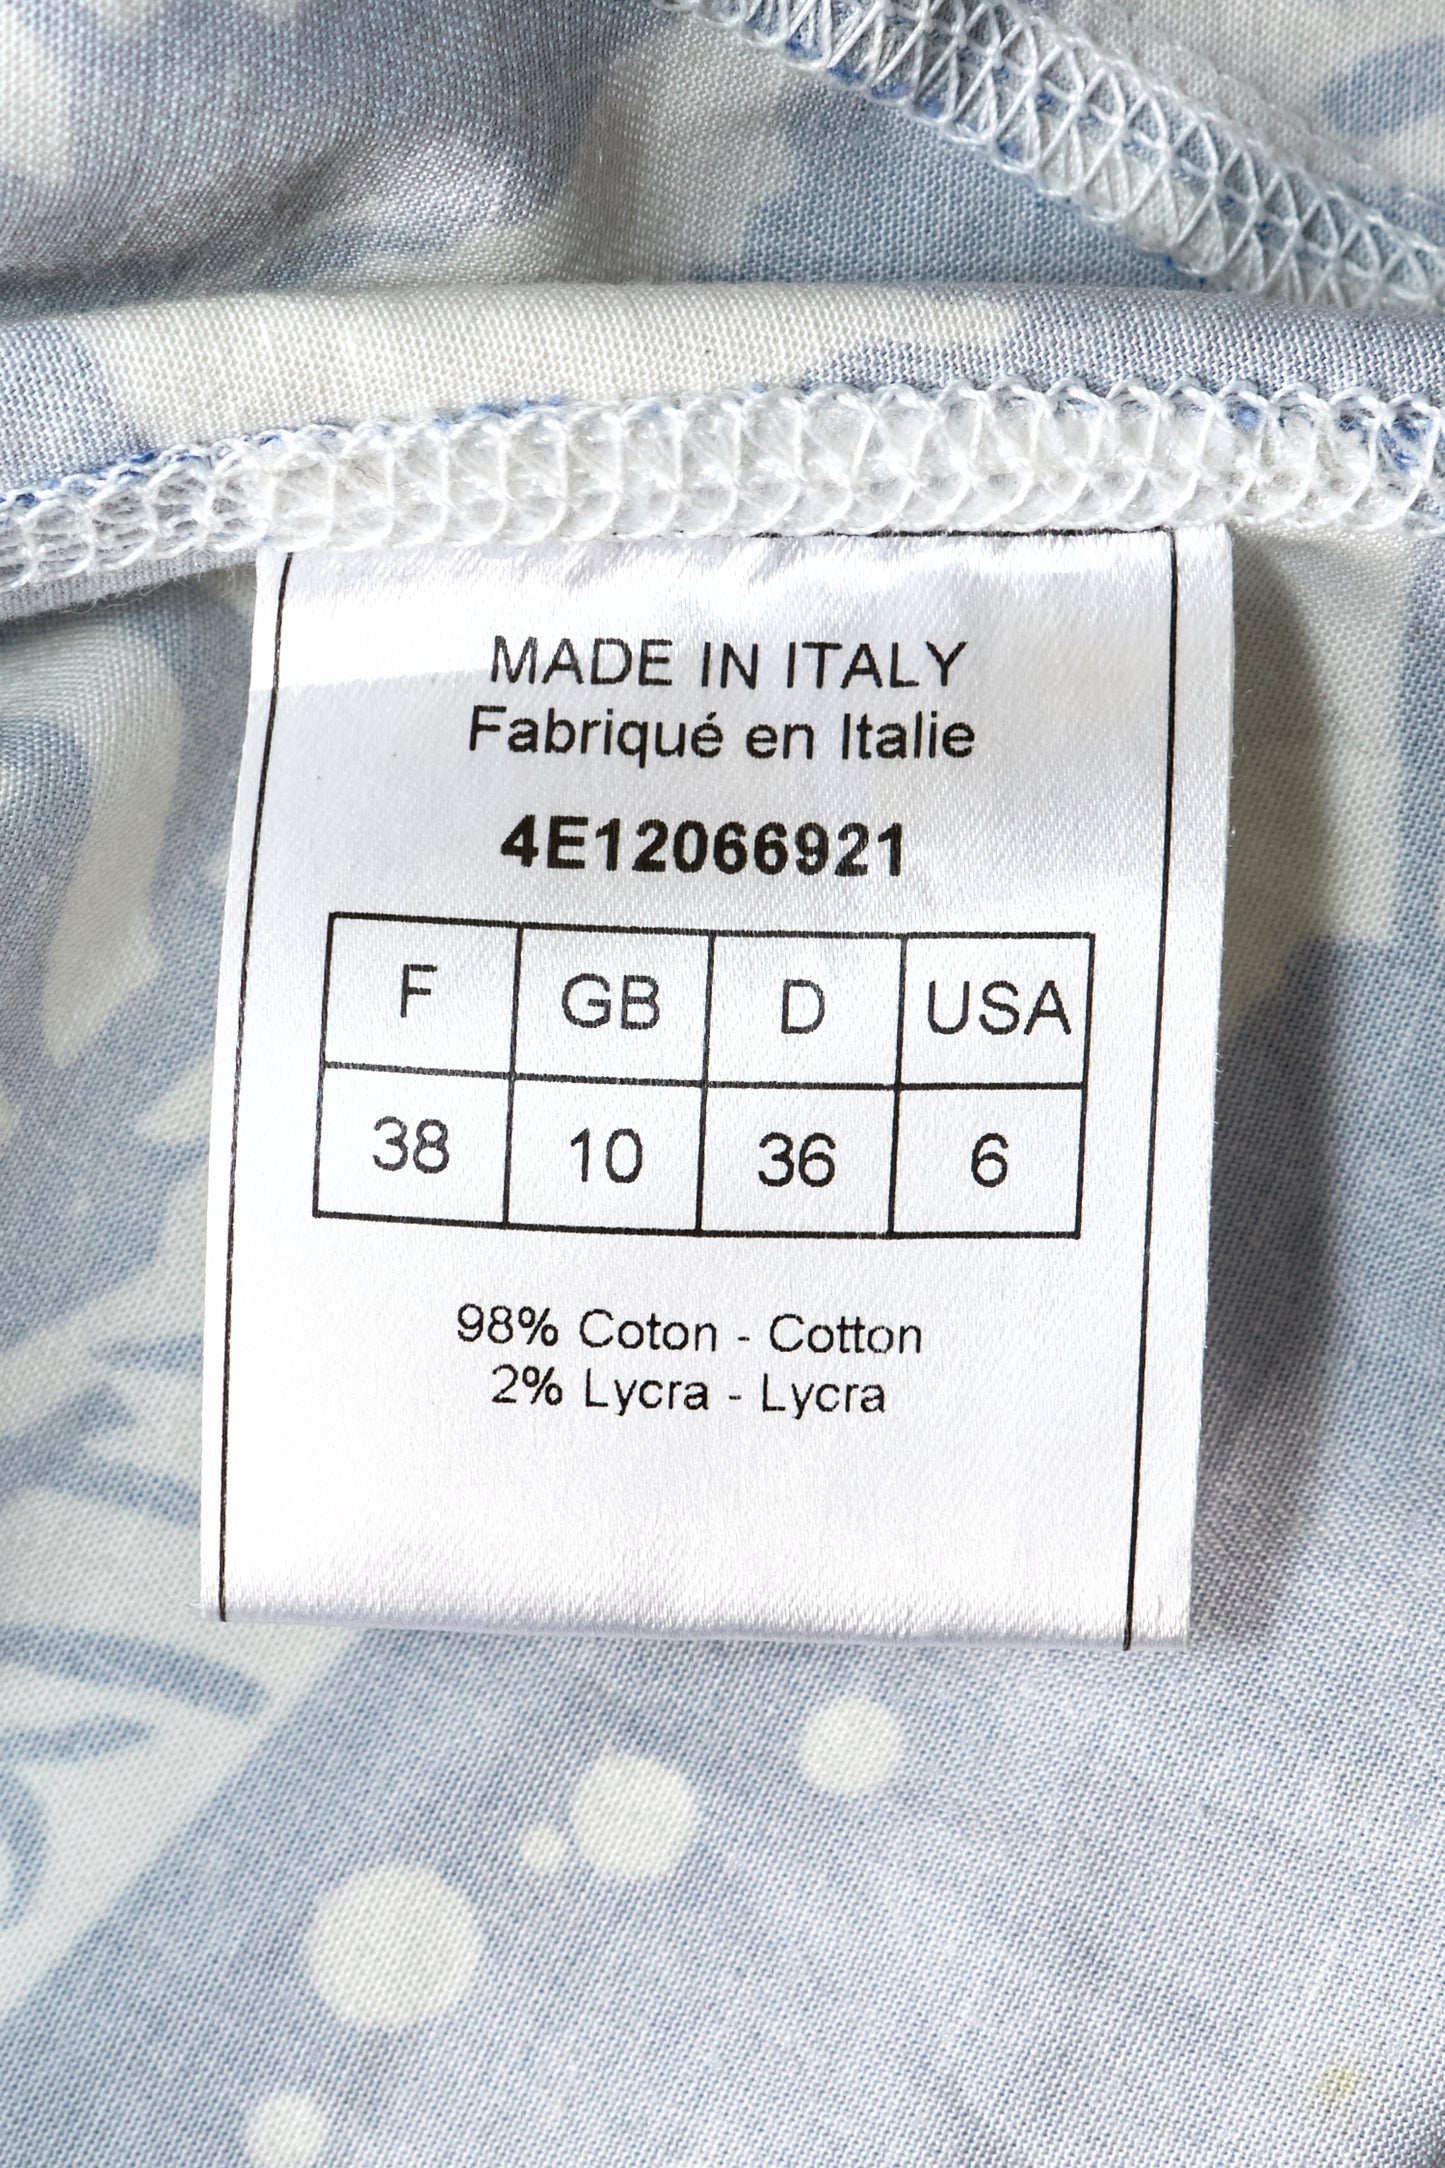 MADE IN ITALY
Fabriqué en Italie
4E12066921
F GB D USA
38 10 36 6
98% Coton - Cotton
2% Lycra - Lycra